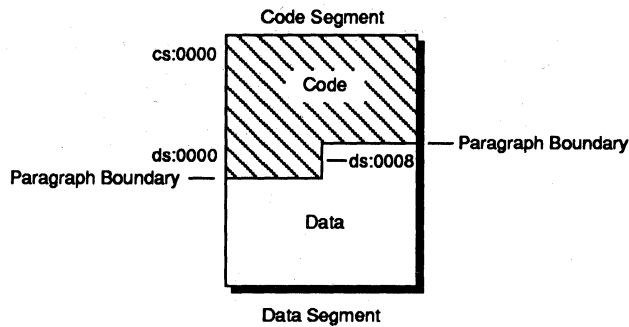 Code Segment
cs:0000
Code
ds:0000
ds:0008
Paragraph Boundary
Paragraph Boundary
Data
Data Segment